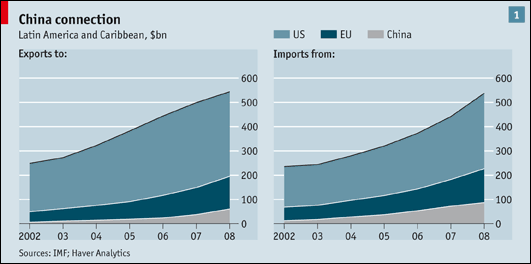 China connection
1
Latin America and Caribbean, $bn
US
EU
China
Exports to:
Imports from:
600
500
400
300
200
100
0
2002 03 04 05 06 07 08
600
500
400
300
200
100
0
2002 03 04 05 06 07 08
Sources: IMF; Haver Analytics